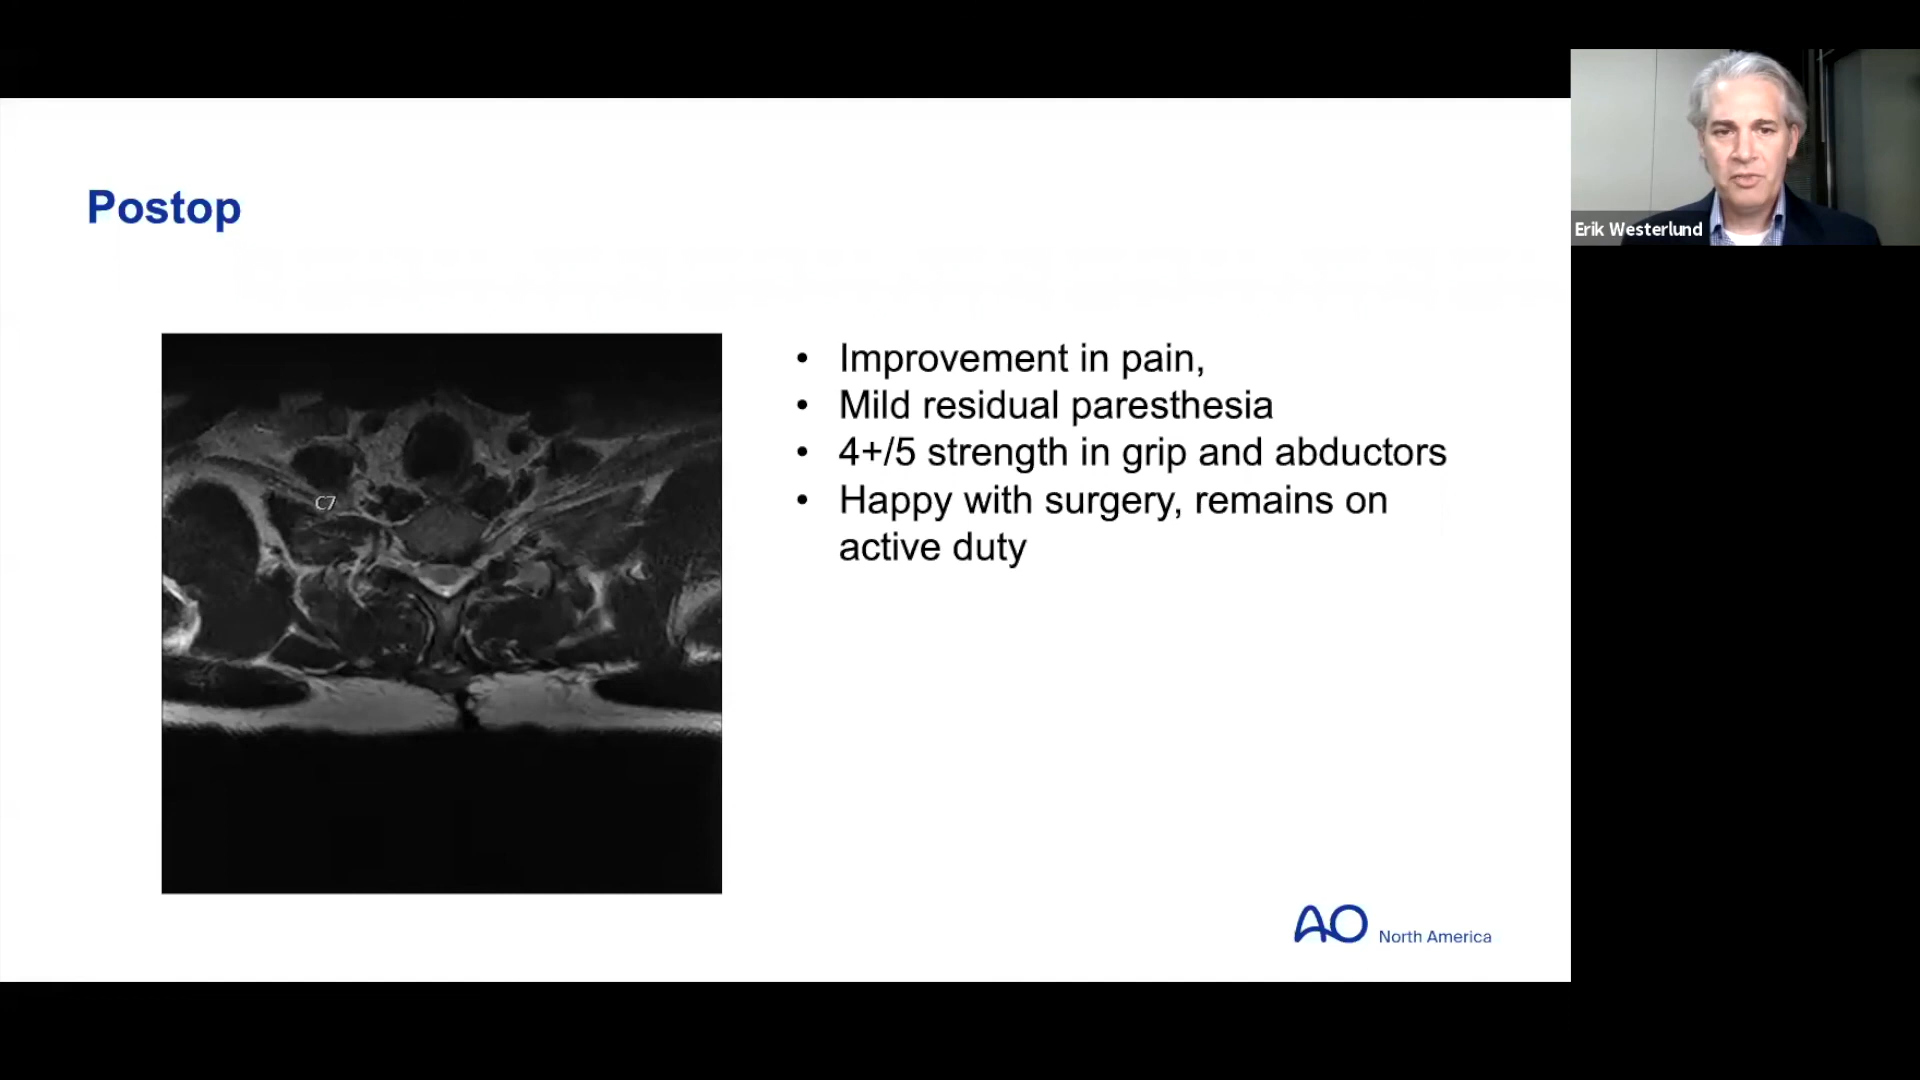 Postop
C7
• Improvement in pain,
• Mild residual paresthesia
• 4+/5 strength in grip and abductors
• Happy with surgery, remains on
active duty
AO North America
Erik Westerlund